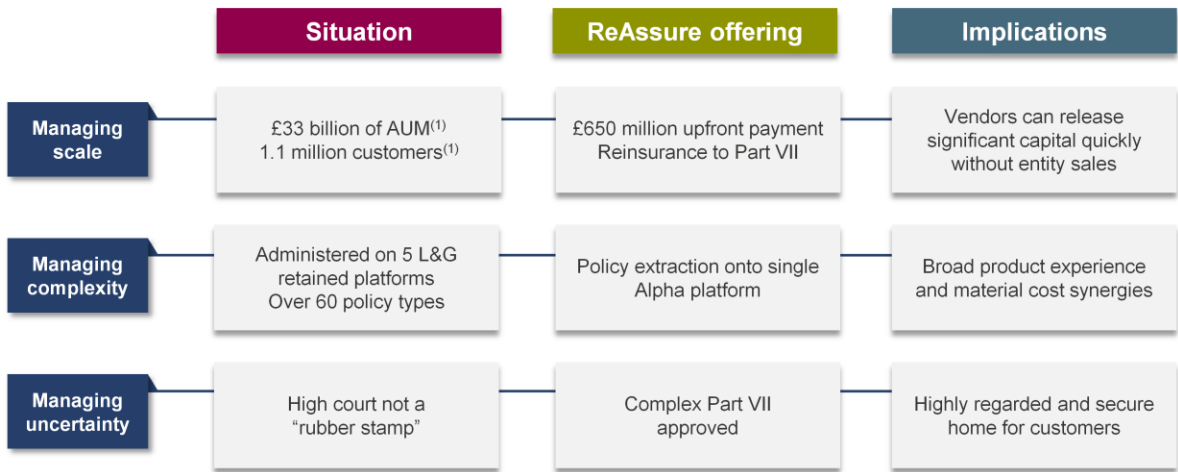 Situation
ReAssure offering
Implications
Managing
scale
£33 billion of AUM(1)
1.1 million customers(1)
£650 million upfront payment
Reinsurance to Part VII
Vendors can release
significant capital quickly
without entity sales
Managing
complexity
Administered on 5 L&G
retained platforms
Over 60 policy types
Policy extraction onto single
Alpha platform
Broad product experience
and material cost synergies
Managing
uncertainty
High court not a
“rubber stamp”
Complex Part VII
approved
Highly regarded and secure
home for customers